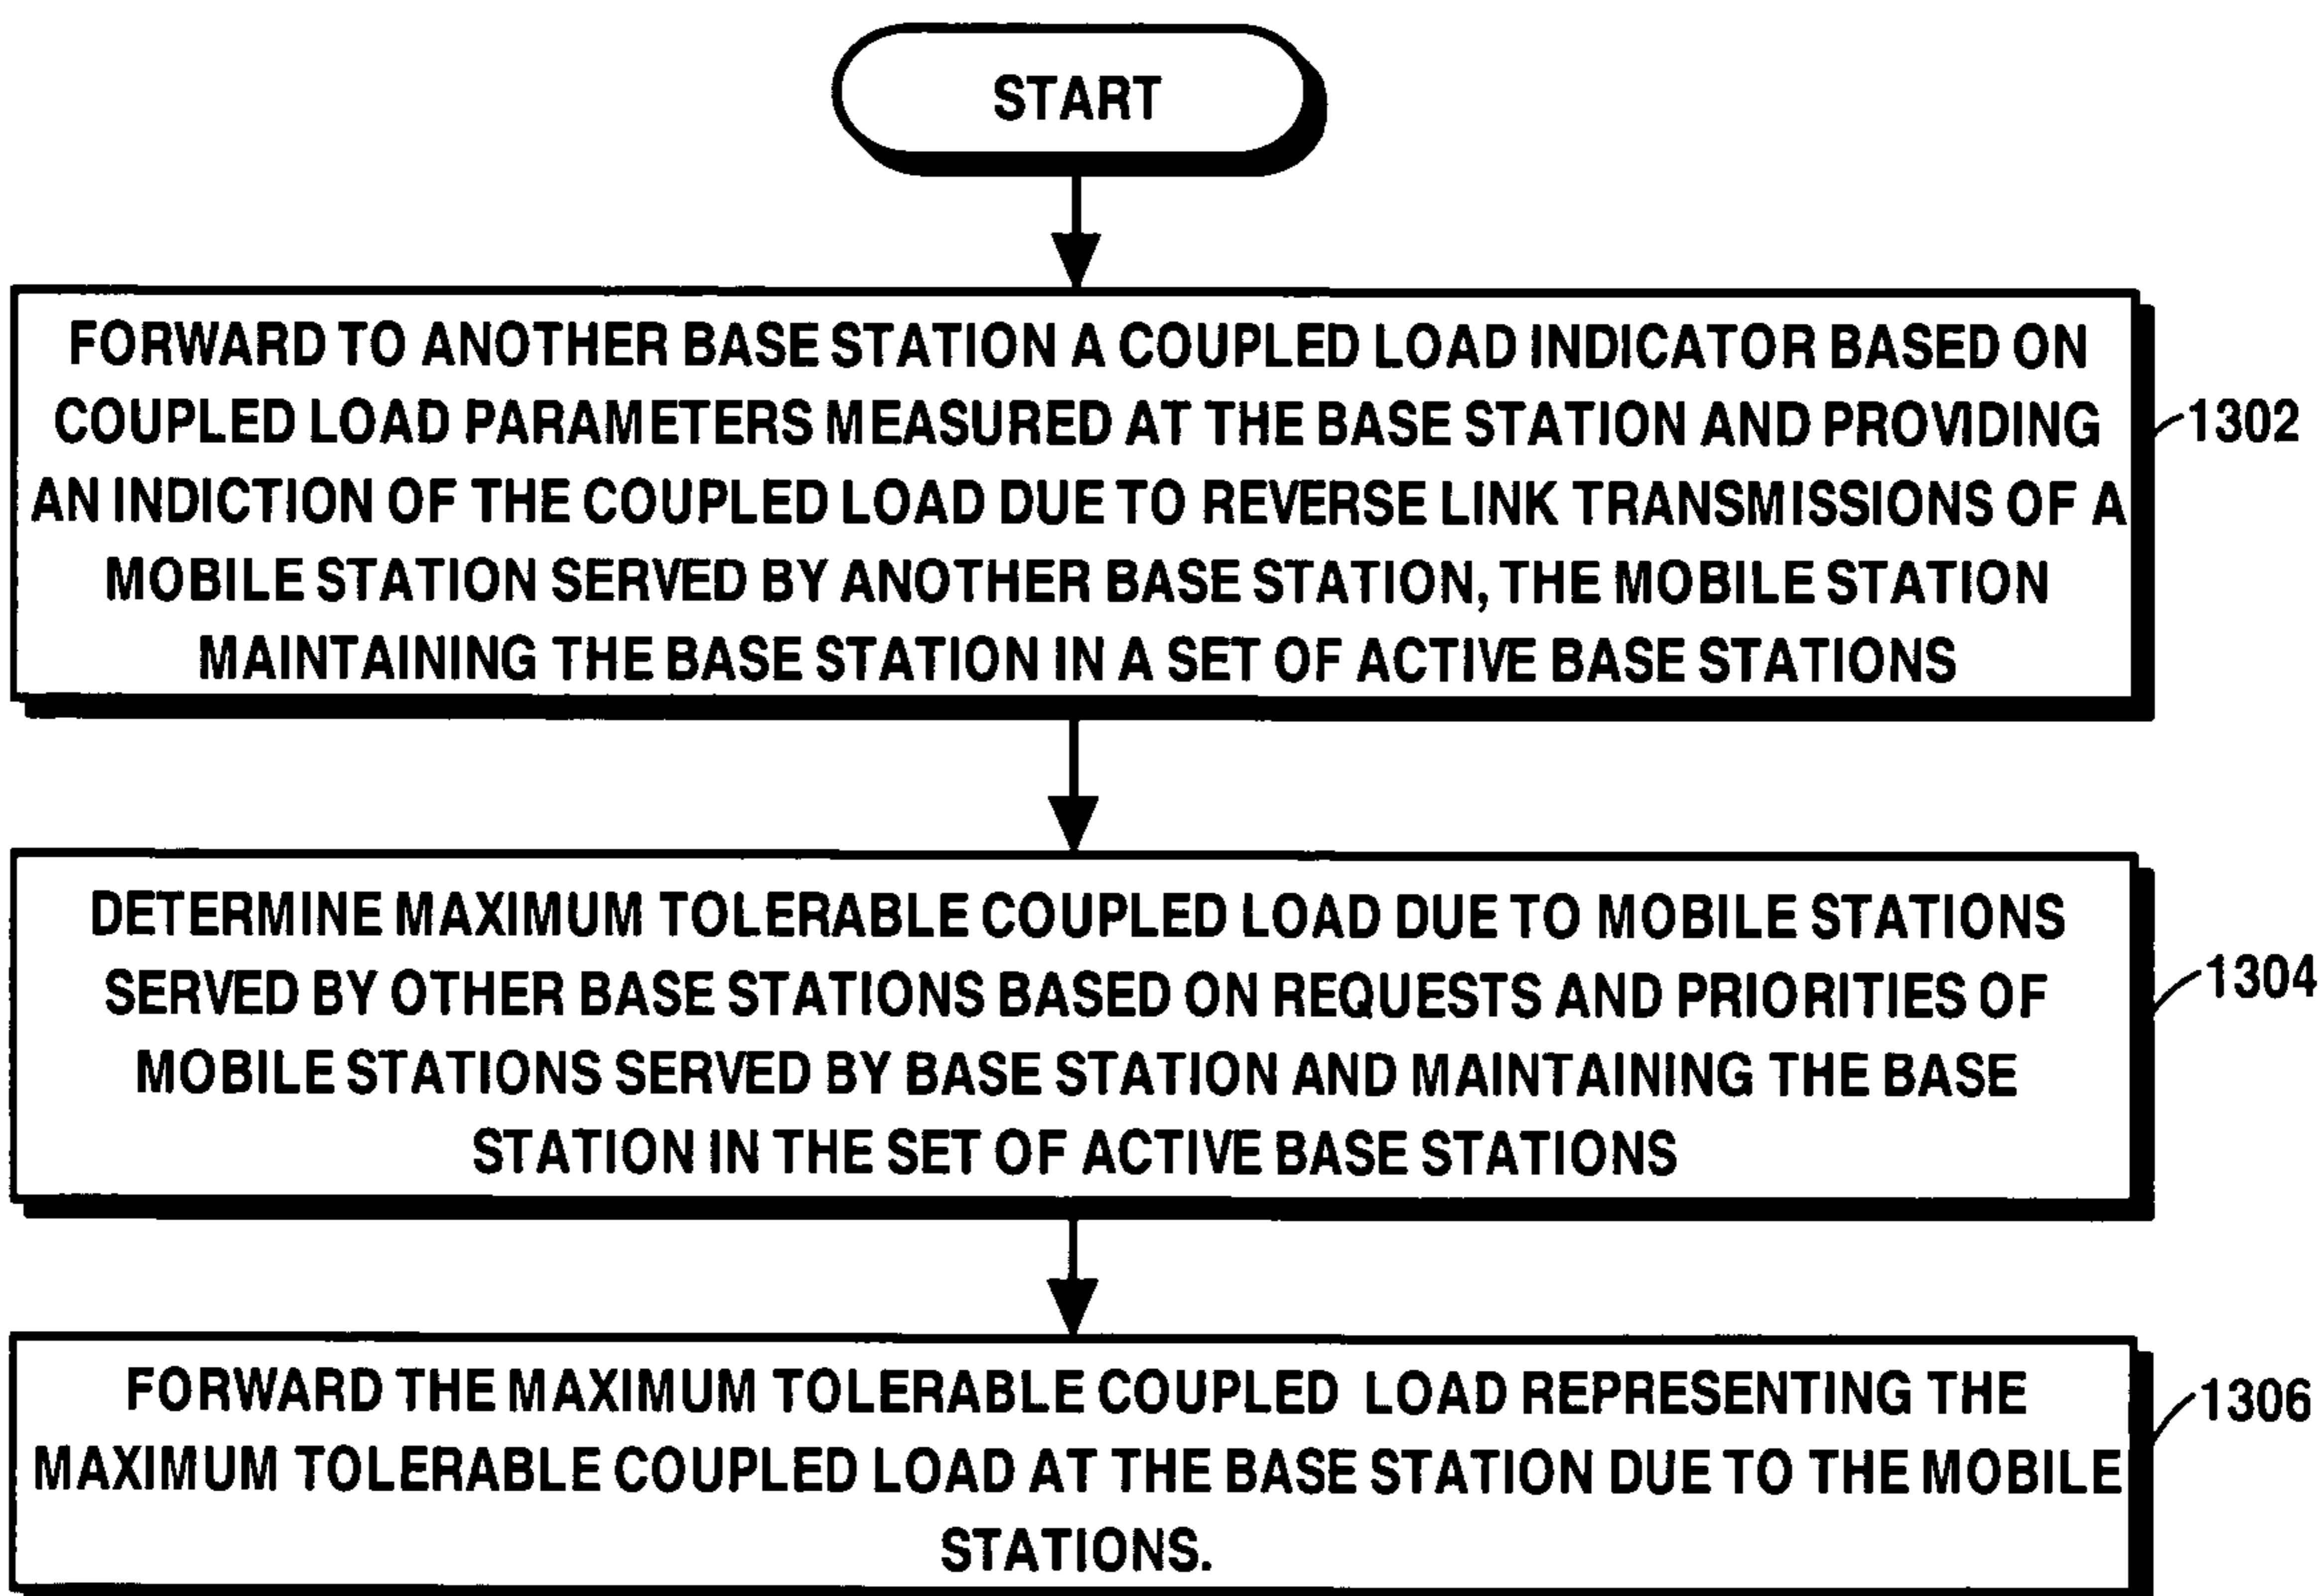 START
FORWARD TO ANOTHER BASE STATION A COUPLED LOAD INDICATOR BASED ON
COUPLED LOAD PARAMETERS MEASURED AT THE BASE STATION AND PROVIDING
AN INDICTION OF THE COUPLED LOAD DUE TO REVERSE LINK TRANSMISSIONS OF A
MOBILE STATION SERVED BY ANOTHER BASE STATION, THE MOBILE STATION
MAINTAINING THE BASE STATION IN A SET OF ACTIVE BASE STATIONS
1302
DETERMINE MAXIMUM TOLERABLE COUPLED LOAD DUE TO MOBILE STATIONS
SERVED BY OTHER BASE STATIONS BASED ON REQUESTS AND PRIORITIES OF
MOBILE STATIONS SERVED BY BASE STATION AND MAINTAINING THE BASE
STATION IN THE SET OF ACTIVE BASE STATIONS
1304
FORWARD THE MAXIMUM TOLERABLE COUPLED LOAD REPRESENTING THE
MAXIMUM TOLERABLE COUPLED LOAD AT THE BASE STATION DUE TO THE MOBILE
STATIONS.
1306